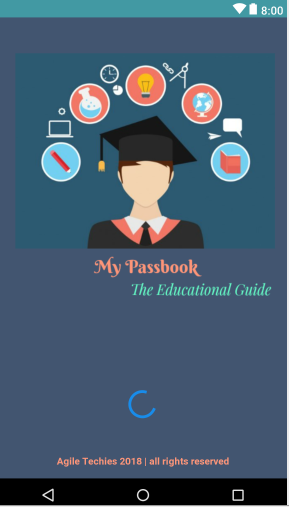 8:00
My Passbook
The Educational Guide
Agile Techies 2018 | all rights reserved